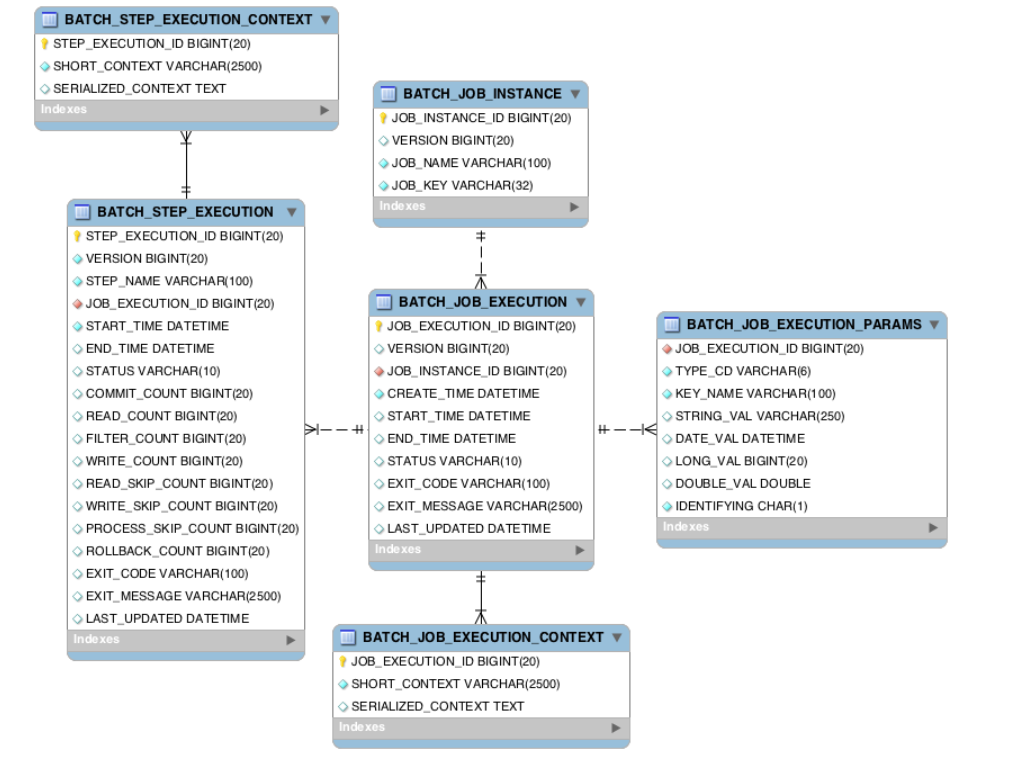 BATCH_STEP_EXECUTION_CONTEXT
STEP_EXECUTION_ID BIGINT(20)
SHORT_CONTEXT VARCHAR(2500)
SERIALIZED_CONTEXT TEXT
Indexes
BATCH_JOB_INSTANCE
JOB_INSTANCE_ID BIGINT(20)
VERSION BIGINT(20)
JOB_NAME VARCHAR(100)
JOB_KEY VARCHAR(32)
Indexes
BATCH_STEP_EXECUTION
STEP_EXECUTION_ID BIGINT(20)
VERSION BIGINT(20)
STEP_NAME VARCHAR(100)
JOB_EXECUTION_ID BIGINT(20)
START_TIME DATETIME
END_TIME DATETIME
STATUS VARCHAR(10)
COMMIT_COUNT BIGINT(20)
READ_COUNT BIGINT(20)
FILTER_COUNT BIGINT(20)
WRITE_COUNT BIGINT(20)
READ_SKIP_COUNT BIGINT(20)
WRITE_SKIP_COUNT BIGINT(20)
PROCESS_SKIP_COUNT BIGINT(20)
ROLLBACK_COUNT BIGINT(20)
EXIT_CODE VARCHAR(100)
EXIT_MESSAGE VARCHAR(2500)
LAST_UPDATED DATETIME
Indexes
BATCH_JOB_EXECUTION
JOB_EXECUTION_ID BIGINT(20)
VERSION BIGINT(20)
JOB_INSTANCE_ID BIGINT(20)
CREATE_TIME DATETIME
START_TIME DATETIME
END_TIME DATETIME
STATUS VARCHAR(10)
EXIT_CODE VARCHAR(100)
EXIT_MESSAGE VARCHAR(2500)
LAST_UPDATED DATETIME
Indexes
BATCH_JOB_EXECUTION_PARAMS
JOB_EXECUTION_ID BIGINT(20)
TYPE_CD VARCHAR(6)
KEY_NAME VARCHAR(100)
STRING_VAL VARCHAR(250)
DATE_VAL DATETIME
LONG_VAL BIGINT(20)
DOUBLE_VAL DOUBLE
IDENTIFYING CHAR(1)
Indexes
BATCH_JOB_EXECUTION_CONTEXT
JOB_EXECUTION_ID BIGINT(20)
SHORT_CONTEXT VARCHAR(2500)
SERIALIZED_CONTEXT TEXT
Indexes